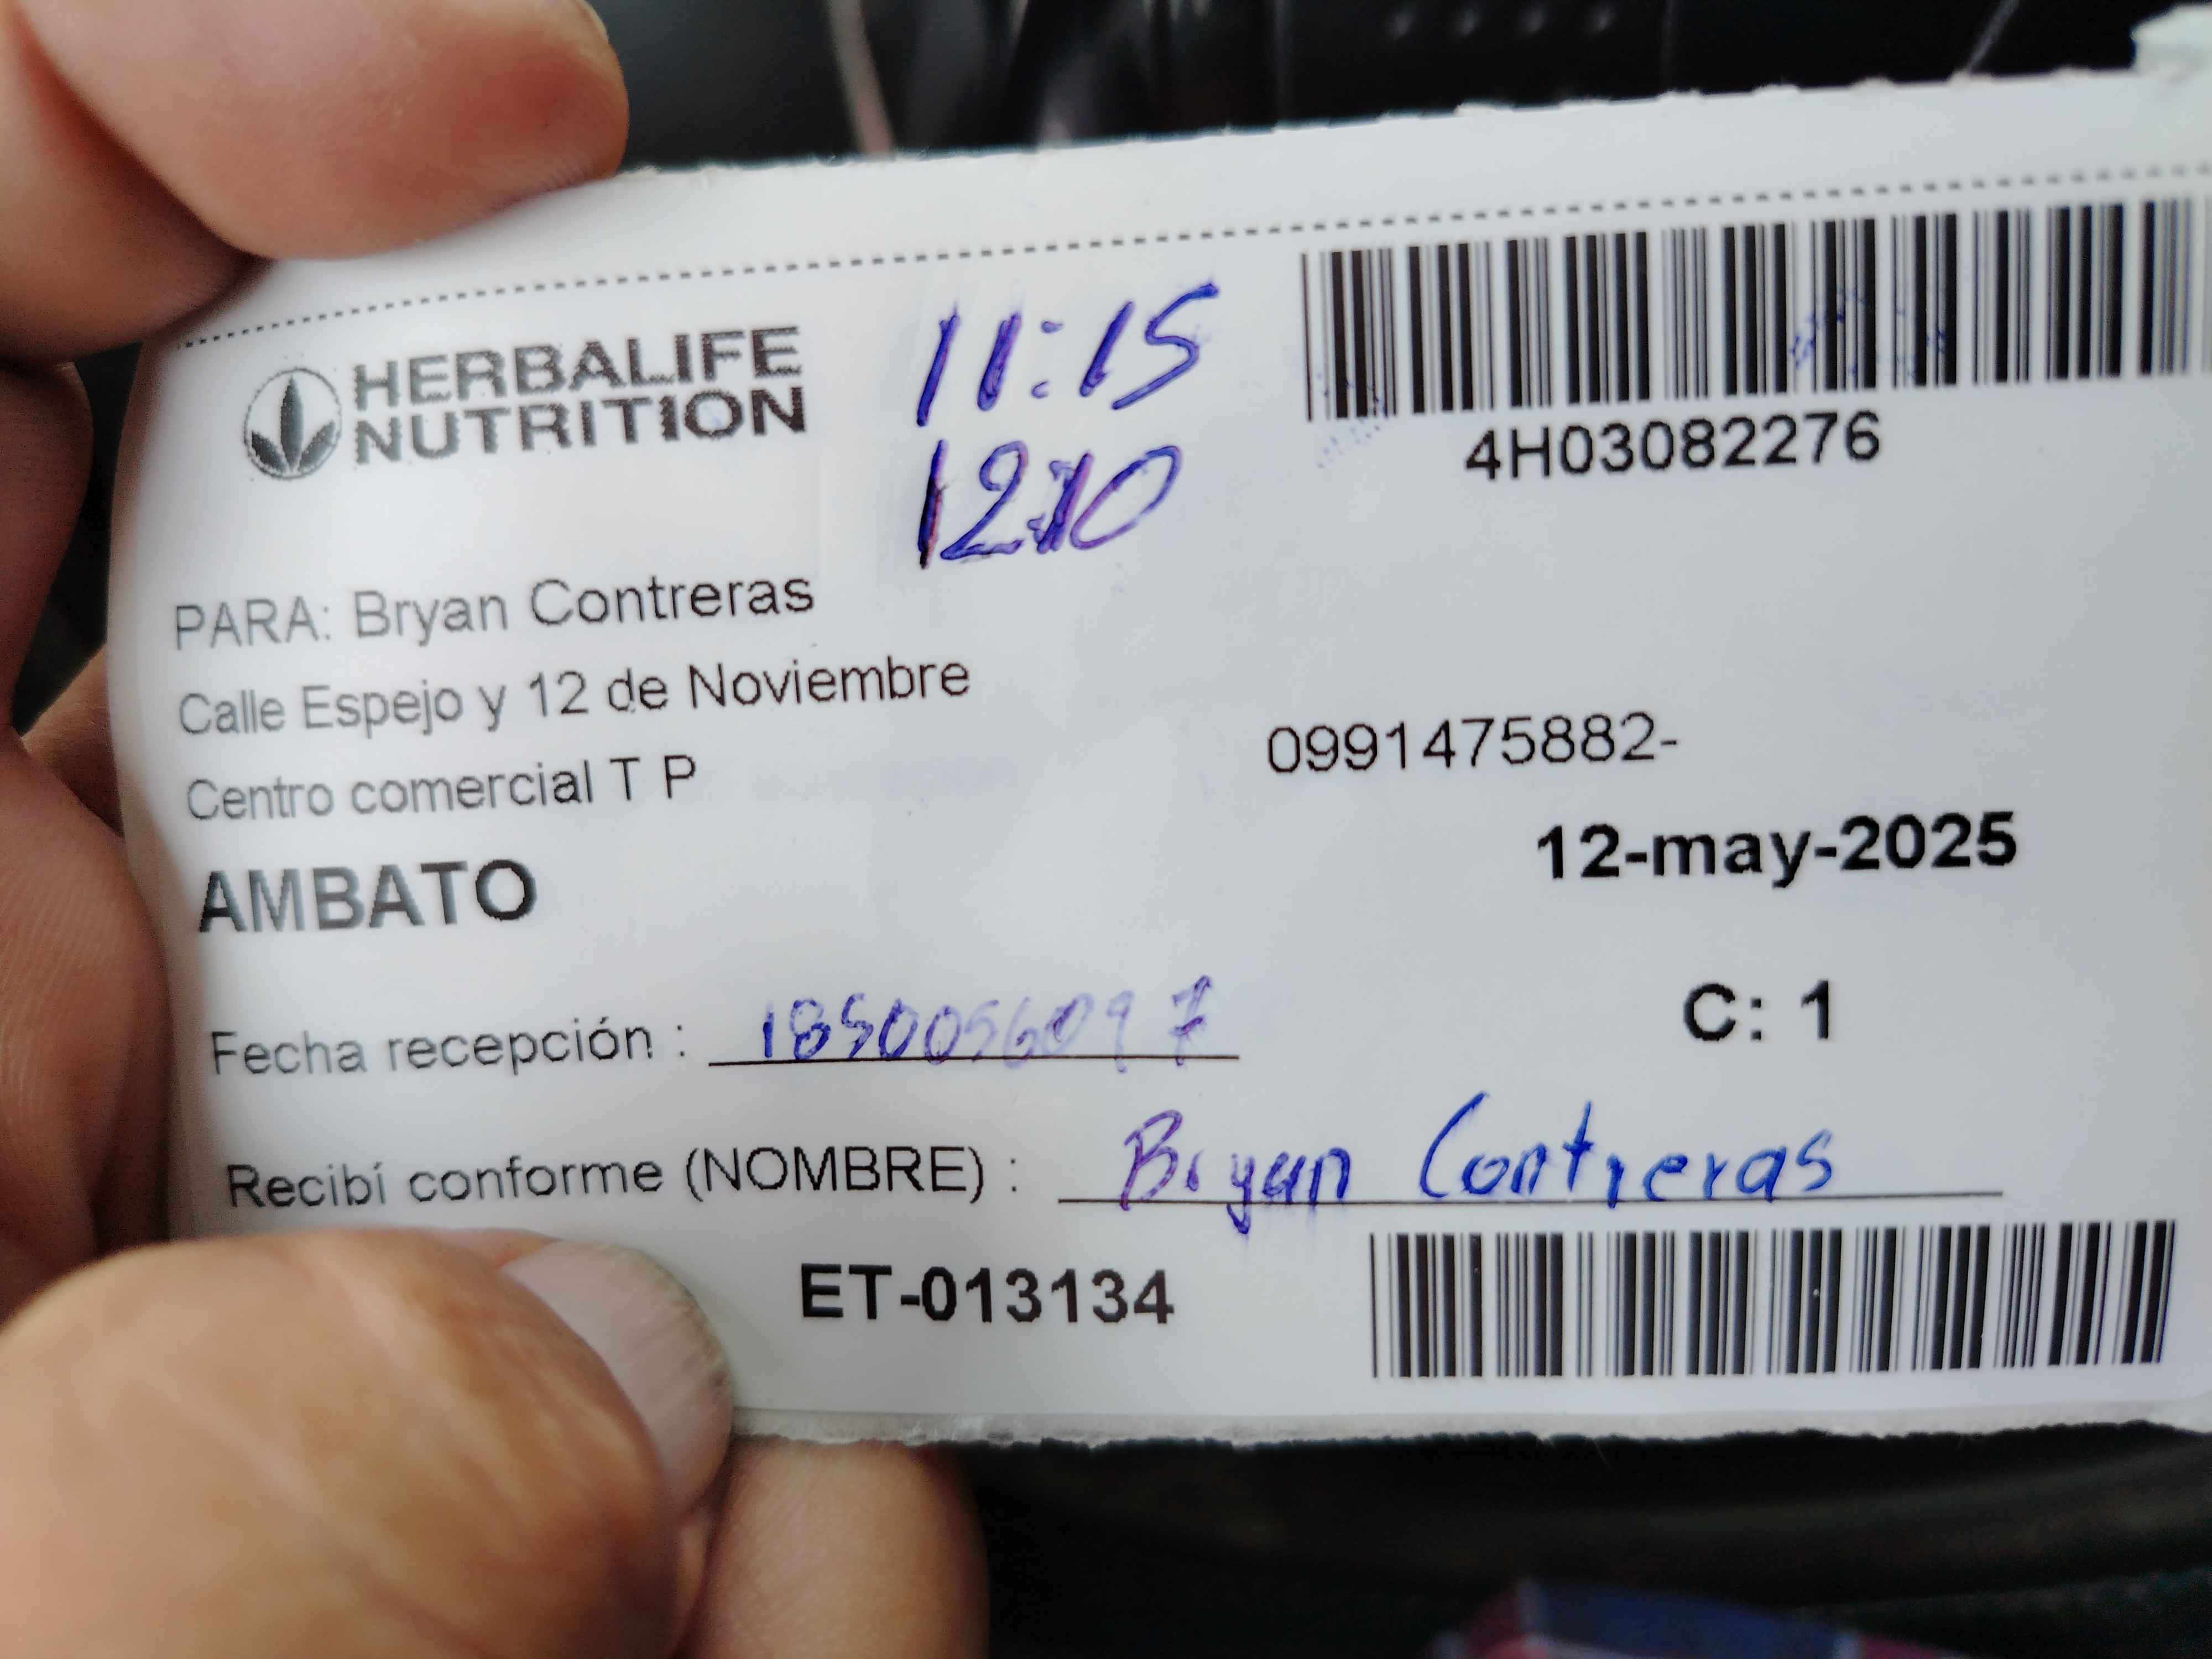 HERBALIFE
NUTRITION
11:15
12:10
4H03082276
PARA: Bryan Contreras
Calle Espejo y 12 de Noviembre
Centro comercial T P
0991475882-
AMBATO
12-may-2025
C: 1
Fecha recepción : 1850056097
Recibí conforme (NOMBRE) : Bryan Contreras
ET-013134